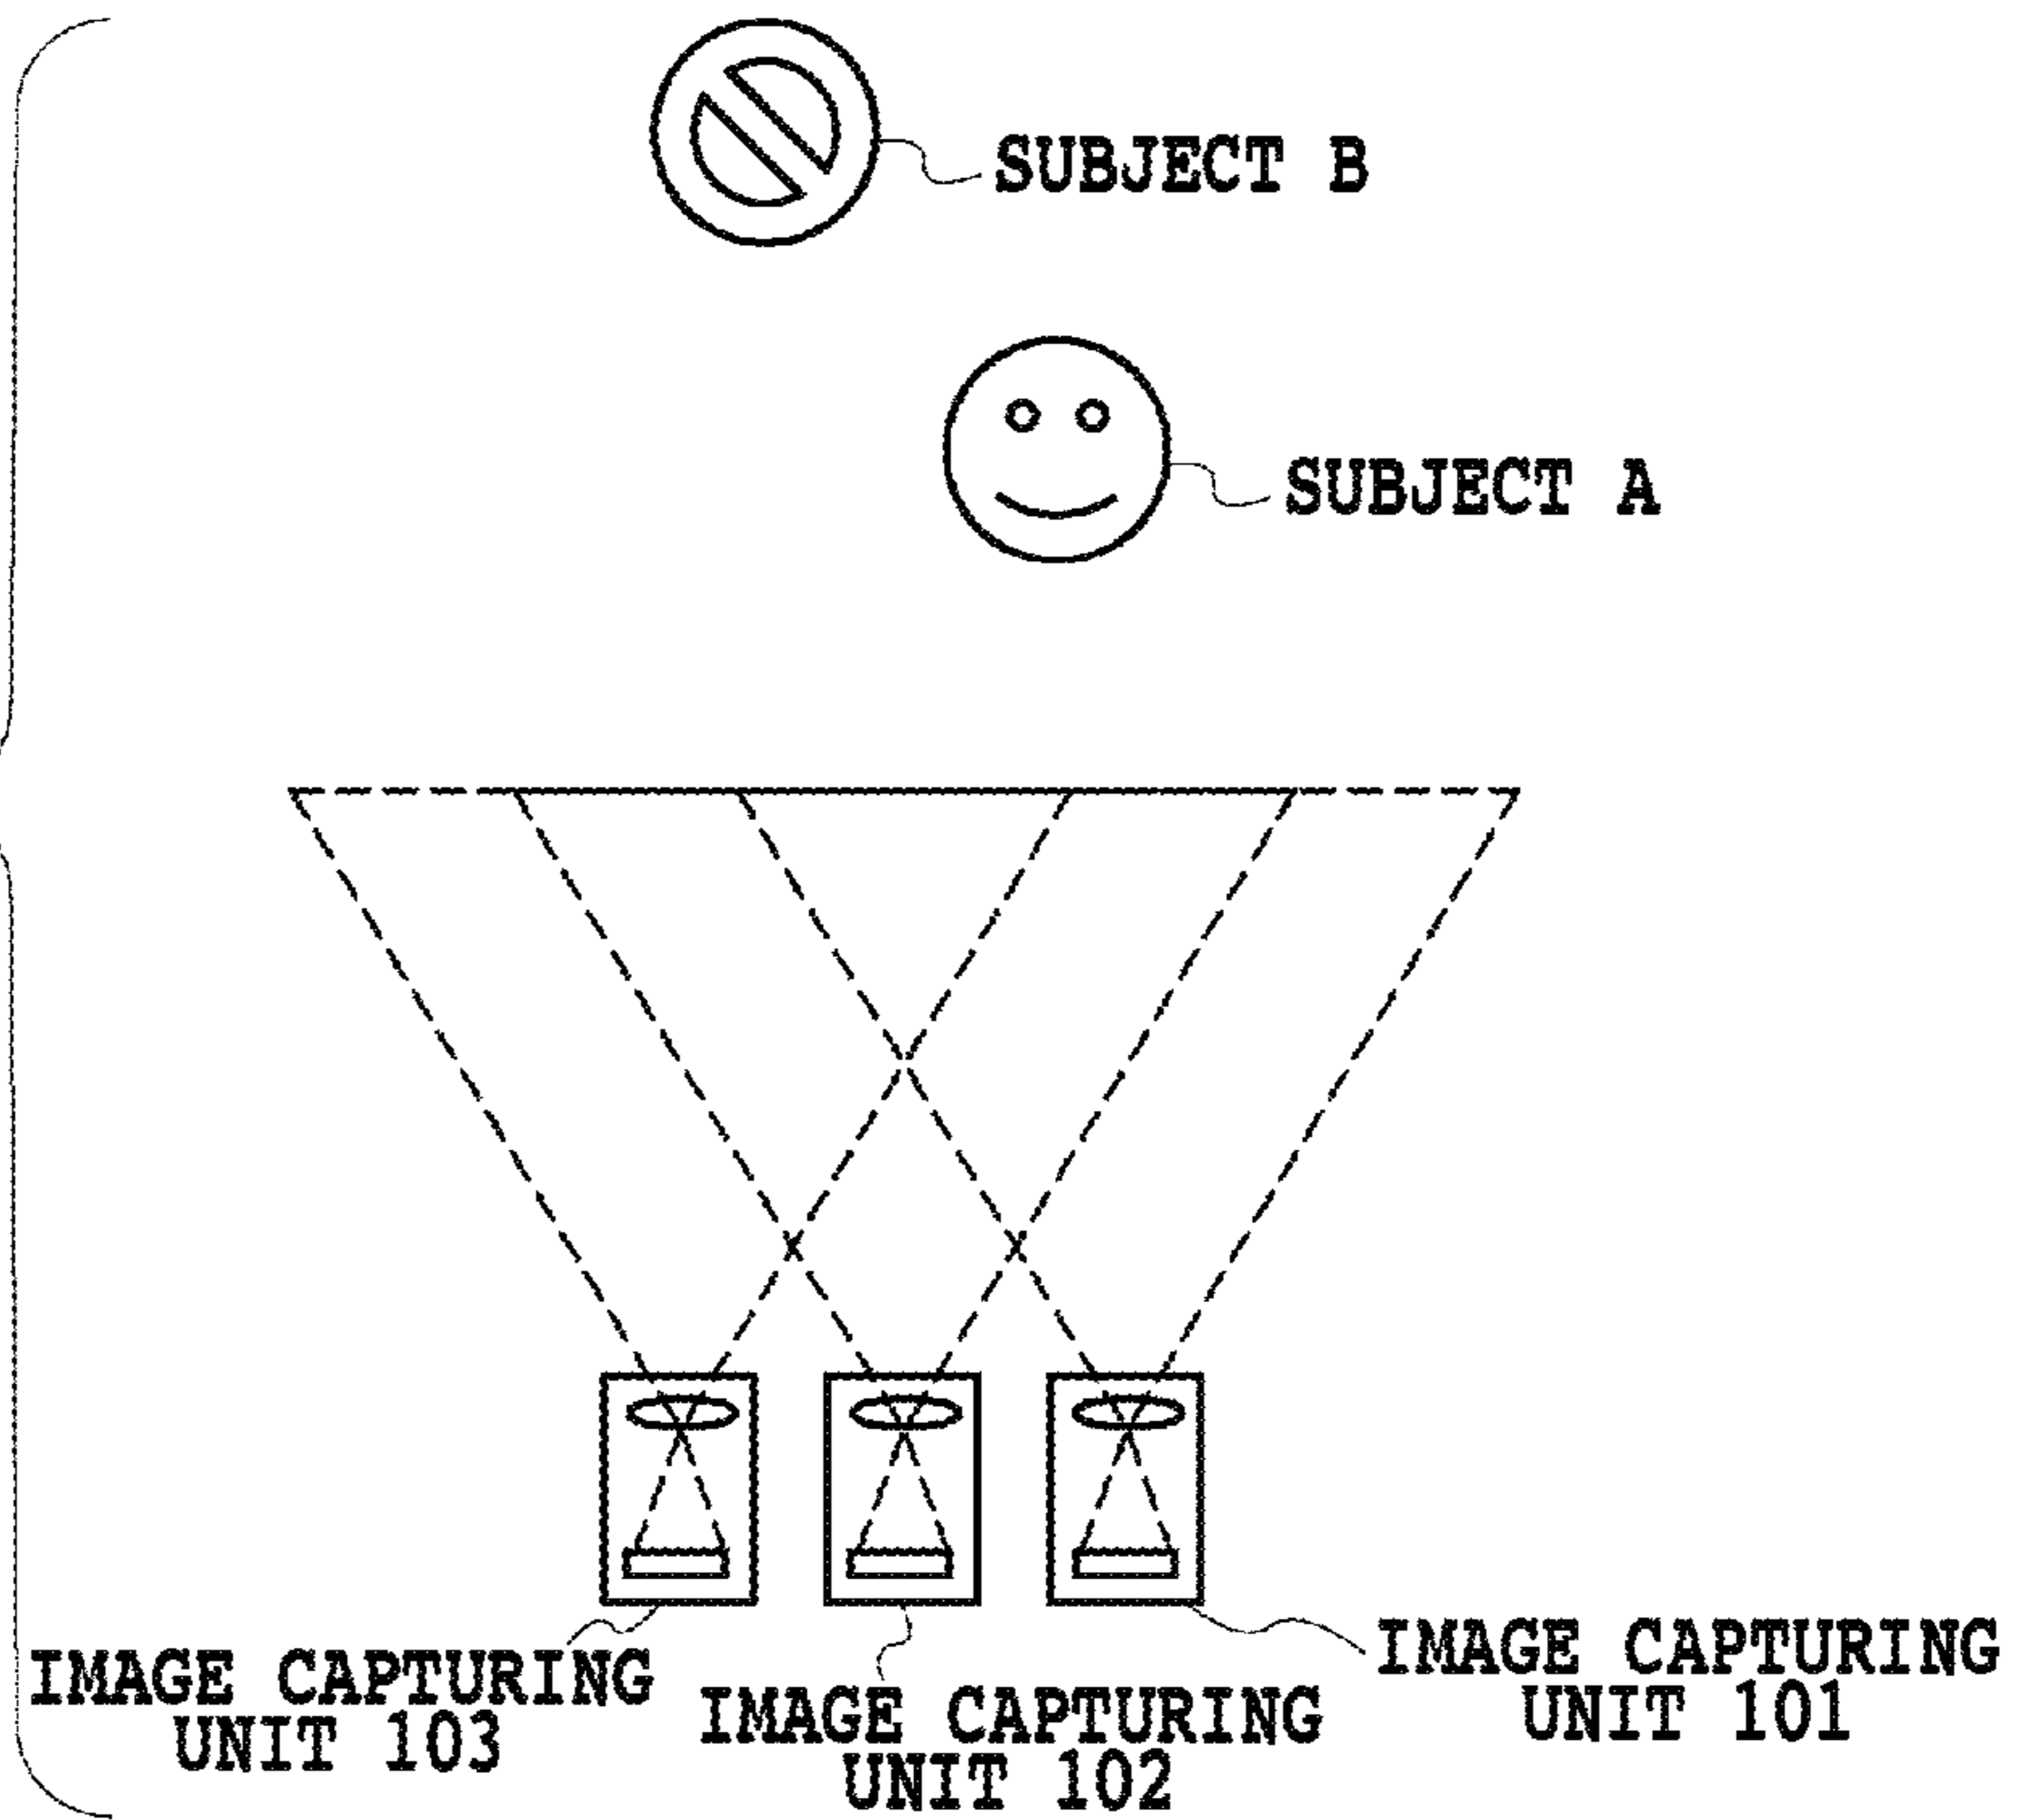 SUBJECT B
SUBJECT A
IMAGE CAPTURING
UNIT 103
IMAGE CAPTURING
UNIT 102
IMAGE CAPTURING
UNIT 101